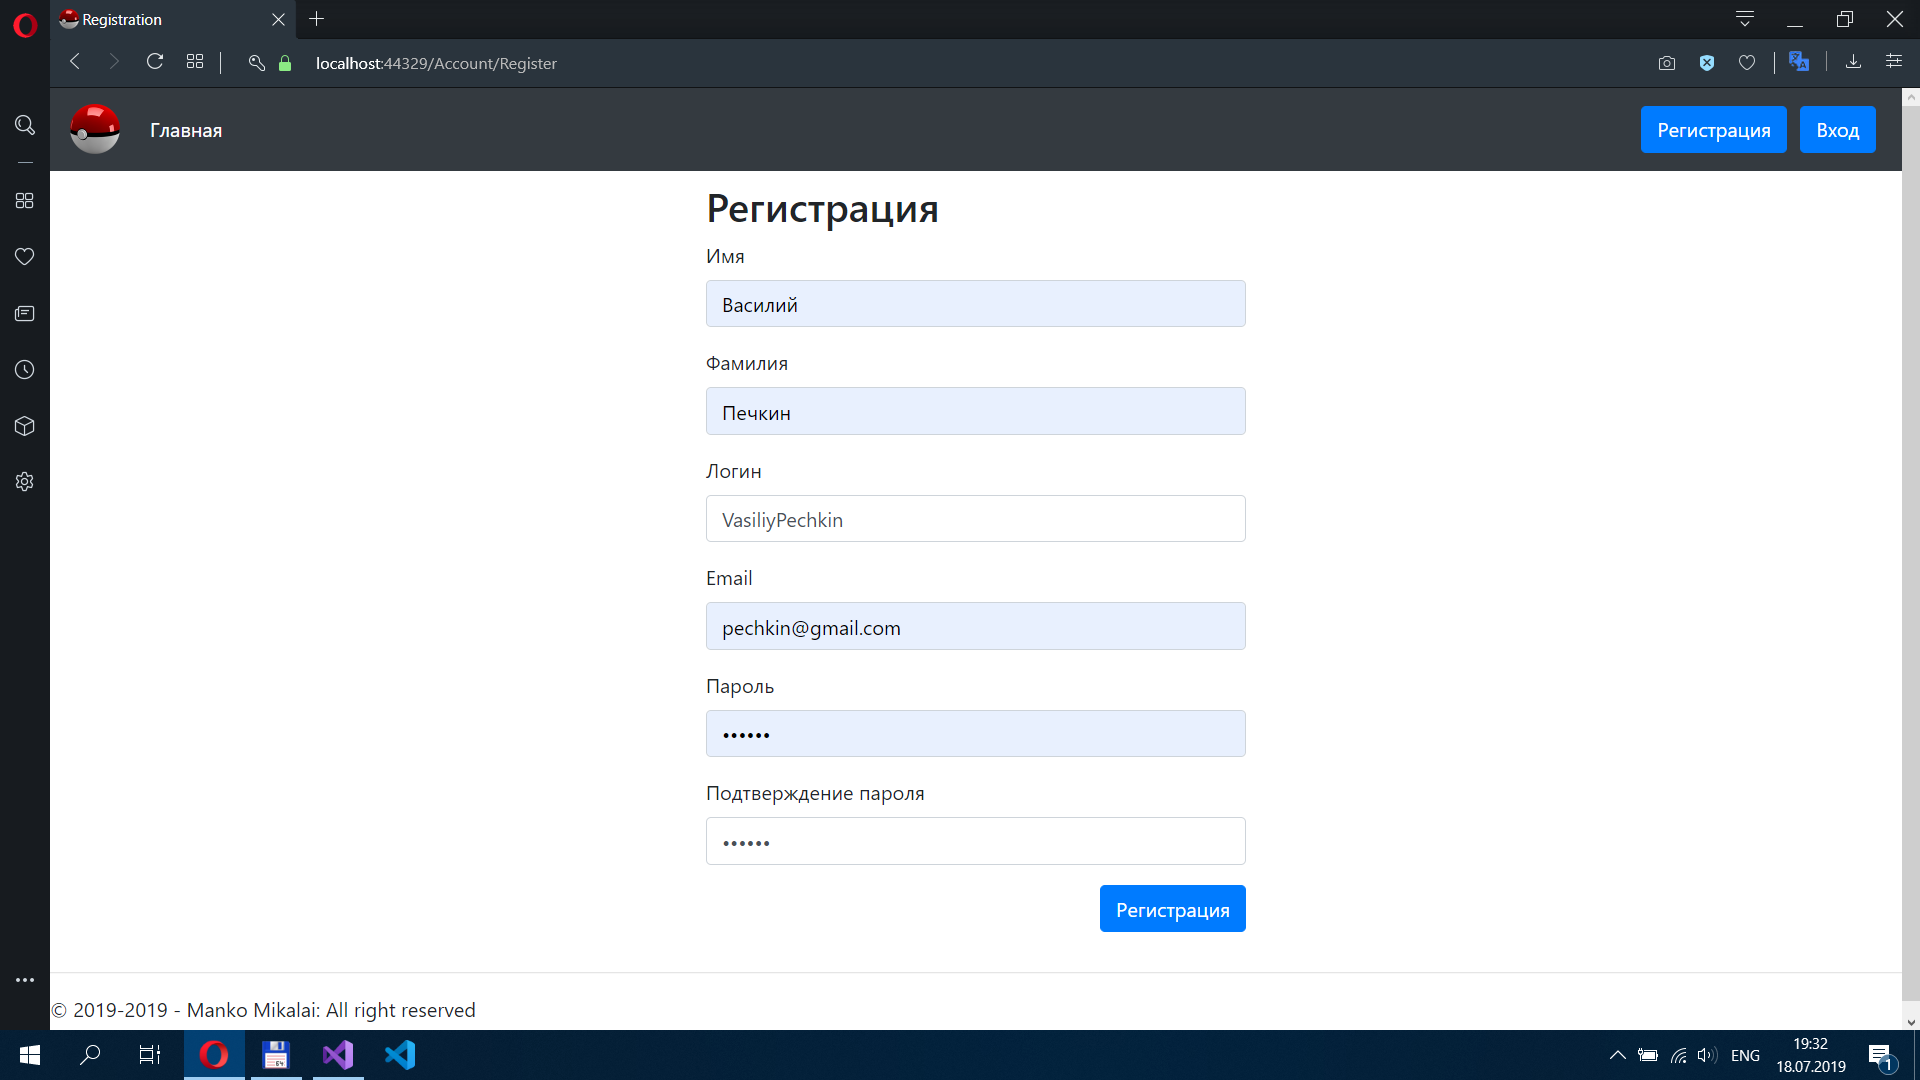 Registration
localhost:44329/Account/Register
Главная
Регистрация
Вход
Регистрация
Имя
Василий
Фамилия
Печкин
Логин
VasiliyPechkin
Email
pechkin@gmail.com
Пароль
••••••
Подтверждение пароля
••••••
Регистрация
© 2019-2019 - Manko Mikalai: All right reserved
64
ENG
19:32
18.07.2019
1